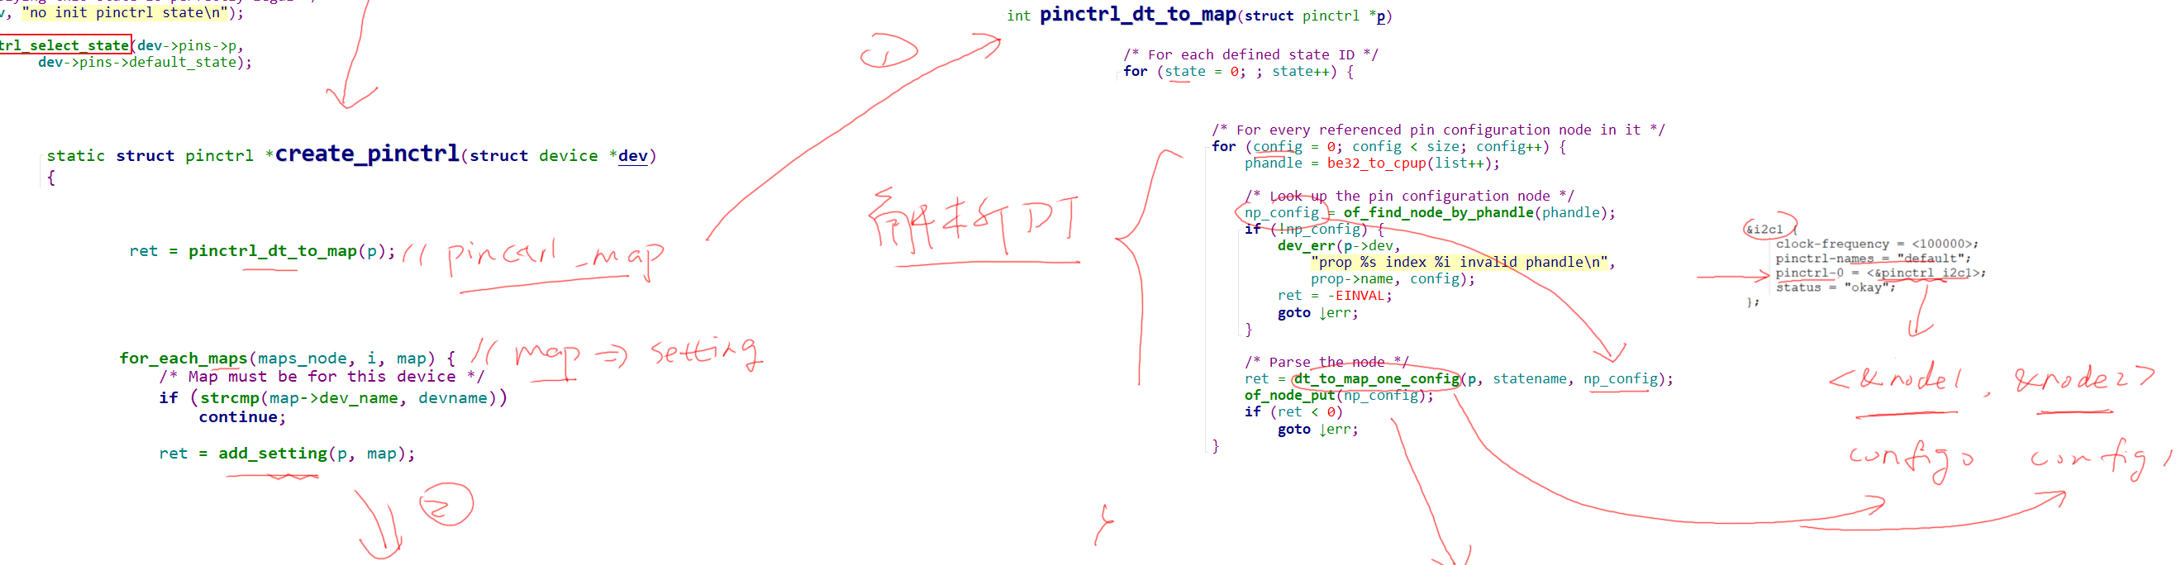 v, "no init pinctrl state\n");
trl_select_state(dev->pins->p,
dev->pins->default_state);
static struct pinctrl *create_pinctrl(struct device *dev)
{
ret = pinctrl_dt_to_map(p); // pincarl_map
for_each_maps(maps_node, i, map) { // map => setting
/* Map must be for this device */
if (strcmp(map->dev_name, devname))
continue;
ret = add_setting(p, map);
②
①
int pinctrl_dt_to_map(struct pinctrl *p)
/* For each defined state ID */
for (state = 0; ; state++) {
解析DT
/* For every referenced pin configuration node in it */
for (config = 0; config < size; config++) {
phandle = be32_to_cpup(list++);
/* Look up the pin configuration node */
np_config = of_find_node_by_phandle(phandle);
if (!np_config) {
dev_err(p->dev,
"prop %s index %i invalid phandle\n",
prop->name, config);
ret = -EINVAL;
goto ↓err;
}
/* Parse the node */
ret = dt_to_map_one_config(p, statename, np_config);
of_node_put(np_config);
if (ret < 0)
goto ↓err;
}
&i2c1 {
clock-frequency = <100000>;
pinctrl-names = "default";
pinctrl-0 = <&pinctrl_i2c1>;
status = "okay";
};
<&node1, &node2>
config0 config1